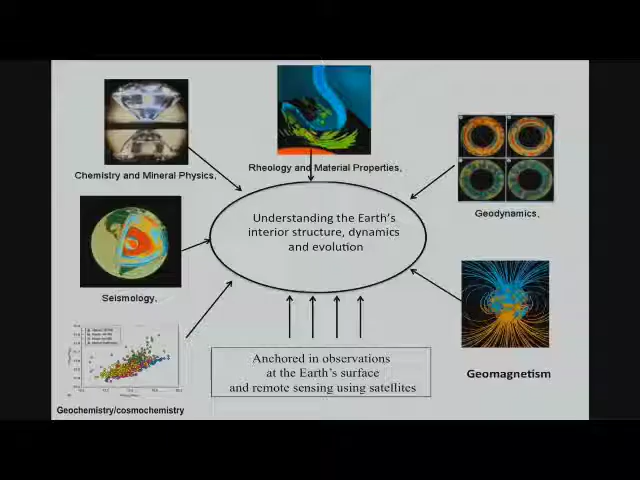 Chemistry and Mineral Physics.
Rheology and Material Properties.
Geodynamics.
Understanding the Earth's
interior structure, dynamics
and evolution
Seismology.
Geomagnetism
Anchored in observations
at the Earth's surface
and remote sensing using satellites
Geochemistry/cosmochemistry